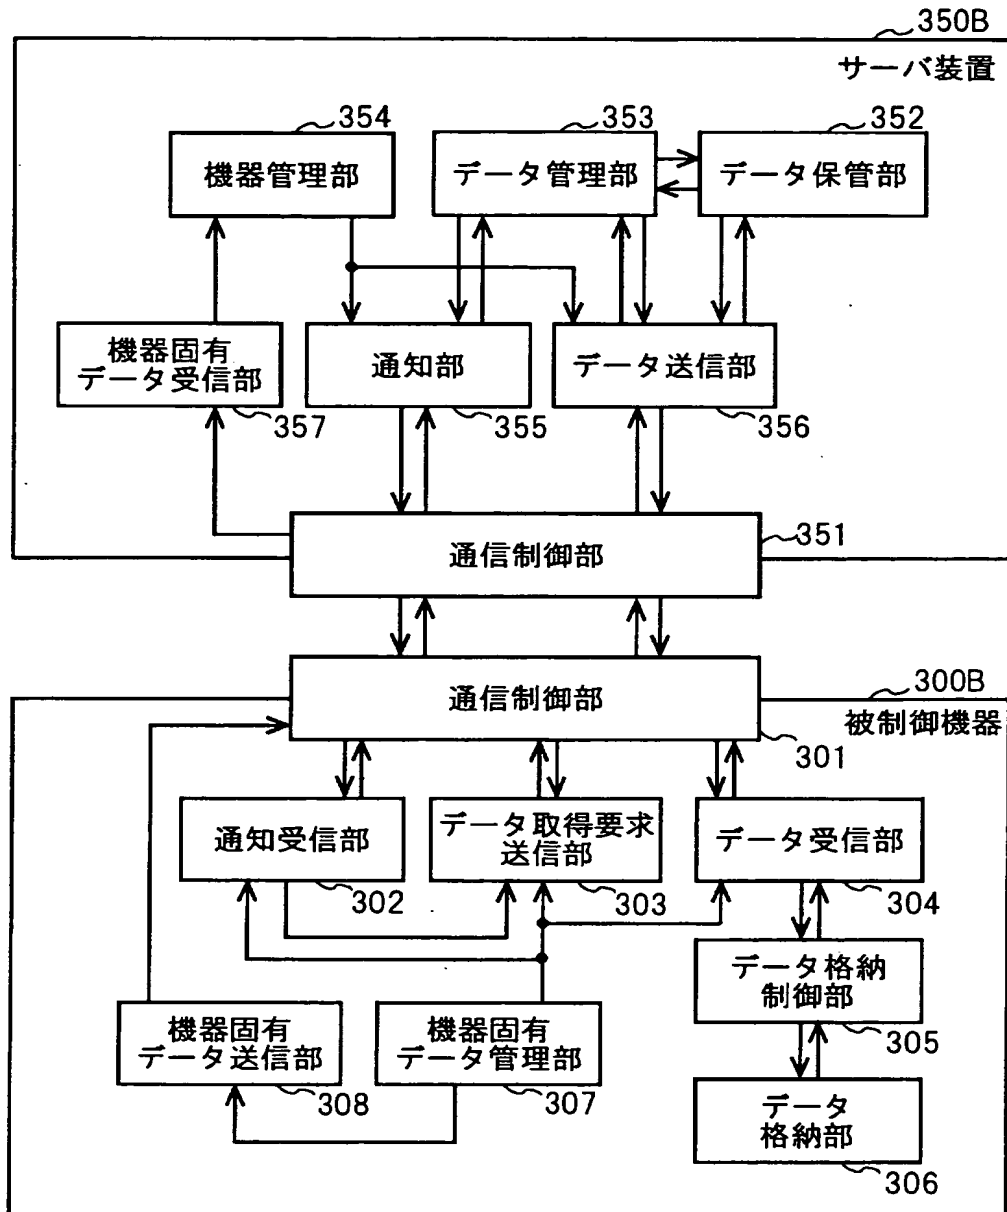 350B
サーバ装置
354
353
352
機器管理部
データ管理部
データ保管部
機器固有
データ受信部
通知部
データ送信部
357
355
356
通信制御部
351
通信制御部
300B
被制御機器
301
通知受信部
データ取得要求
送信部
データ受信部
302
303
304
データ格納
制御部
305
機器固有
データ送信部
機器固有
データ管理部
308
307
データ
格納部
306